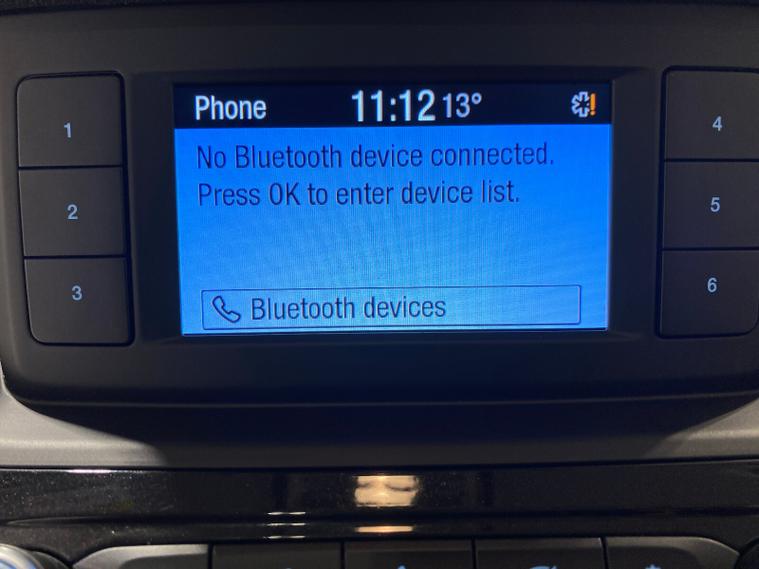 Phone 11:12 13° !
No Bluetooth device connected.
Press OK to enter device list.
Bluetooth devices
1
2
3
4
5
6